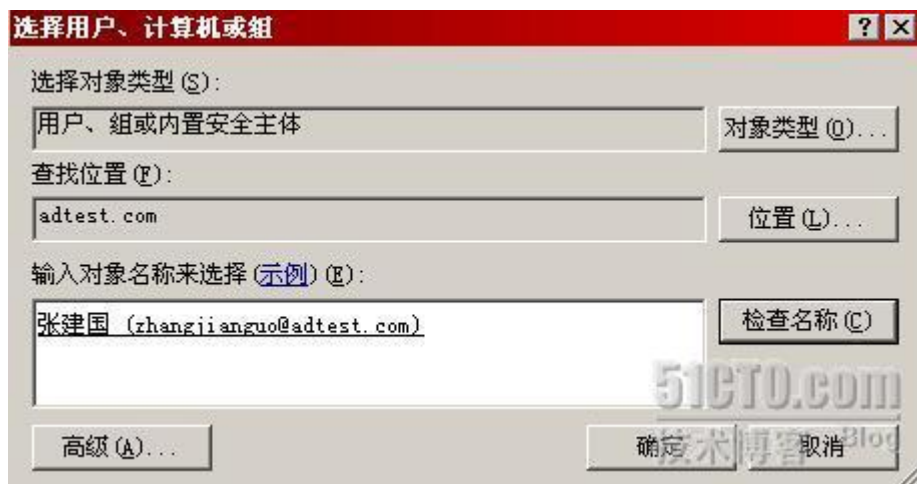 选择用户、计算机或组
选择对象类型(S):
用户、组或内置安全主体
对象类型(O)...
查找位置(F):
adtest.com
位置(L)...
输入对象名称来选择(示例)(E):
张建国 (zhangjianguo@adtest.com)
检查名称(C)
高级(A)...
确定
取消
51CTO.com
技术博客 Blog